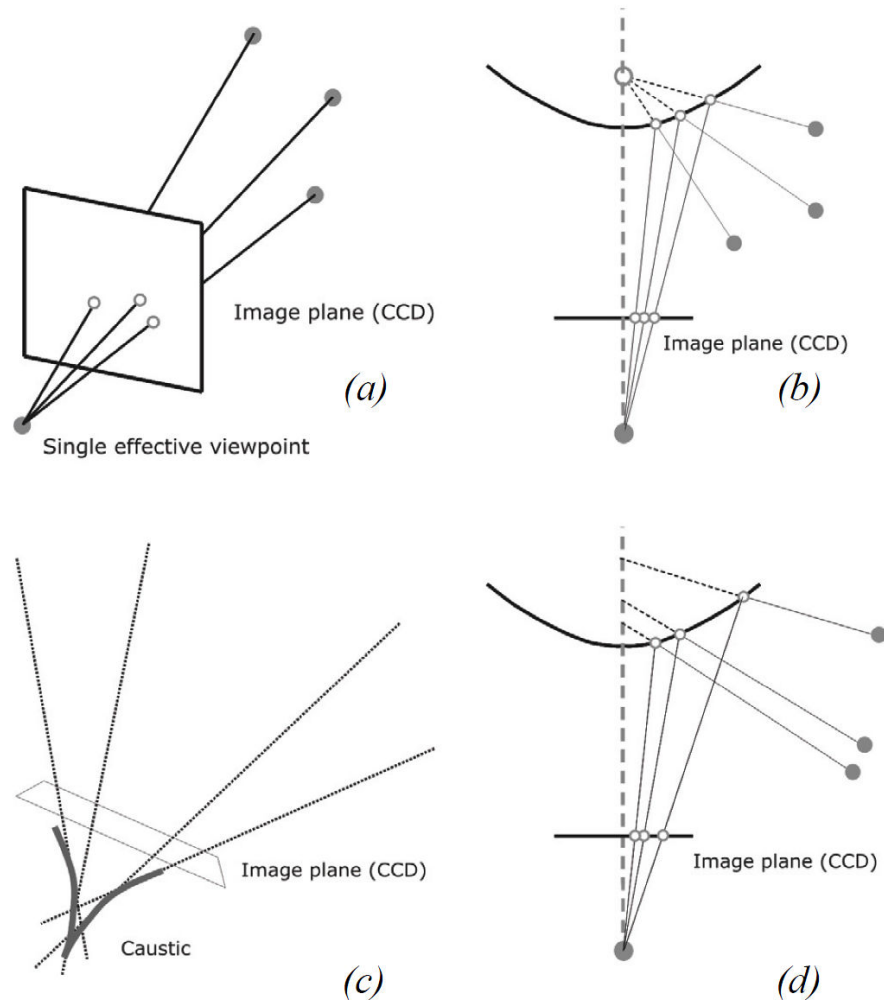 Image plane (CCD)
(a)
Single effective viewpoint
Image plane (CCD)
(b)
Image plane (CCD)
Caustic
(c)
Image plane (CCD)
(d)